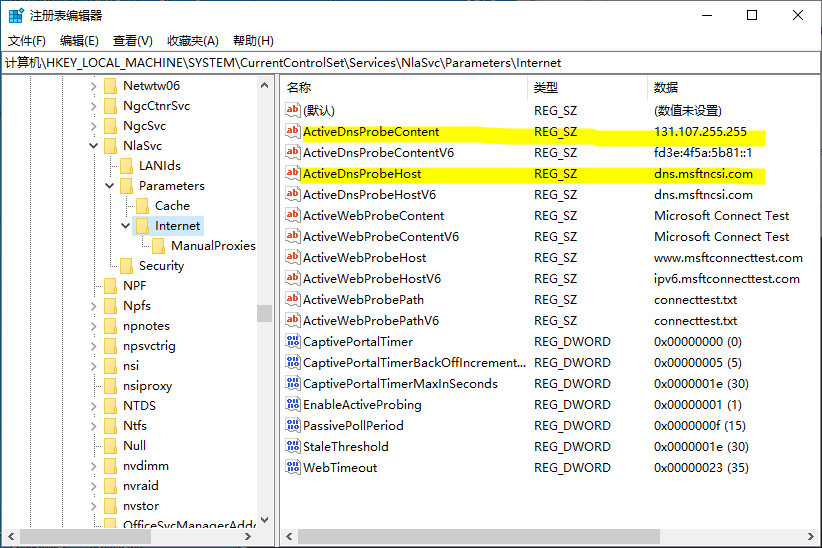 注册表编辑器
文件(F) 编辑(E) 查看(V) 收藏夹(A) 帮助(H)
计算机\HKEY_LOCAL_MACHINE\SYSTEM\CurrentControlSet\Services\NlaSvc\Parameters\Internet
Netwtw06
NgcCtnrSvc
NgcSvc
NlaSvc
LANIds
Parameters
Cache
Internet
ManualProxies
Security
NPF
Npfs
npnotes
npsvctrig
nsi
nsiproxy
NTDS
Ntfs
Null
nvdimm
nvraid
nvstor
OfficeSvcManagerAddo
名称 类型 数据
(默认) REG_SZ (数值未设置)
ActiveDnsProbeContent REG_SZ 131.107.255.255
ActiveDnsProbeContentV6 REG_SZ fd3e:4f5a:5b81::1
ActiveDnsProbeHost REG_SZ dns.msftncsi.com
ActiveDnsProbeHostV6 REG_SZ dns.msftncsi.com
ActiveWebProbeContent REG_SZ Microsoft Connect Test
ActiveWebProbeContentV6 REG_SZ Microsoft Connect Test
ActiveWebProbeHost REG_SZ www.msftconnecttest.com
ActiveWebProbeHostV6 REG_SZ ipv6.msftconnecttest.com
ActiveWebProbePath REG_SZ connecttest.txt
ActiveWebProbePathV6 REG_SZ connecttest.txt
CaptivePortalTimer REG_DWORD 0x00000000 (0)
CaptivePortalTimerBackOffIncrement... REG_DWORD 0x00000005 (5)
CaptivePortalTimerMaxInSeconds REG_DWORD 0x0000001e (30)
EnableActiveProbing REG_DWORD 0x00000001 (1)
PassivePollPeriod REG_DWORD 0x0000000f (15)
StaleThreshold REG_DWORD 0x0000001e (30)
WebTimeout REG_DWORD 0x00000023 (35)